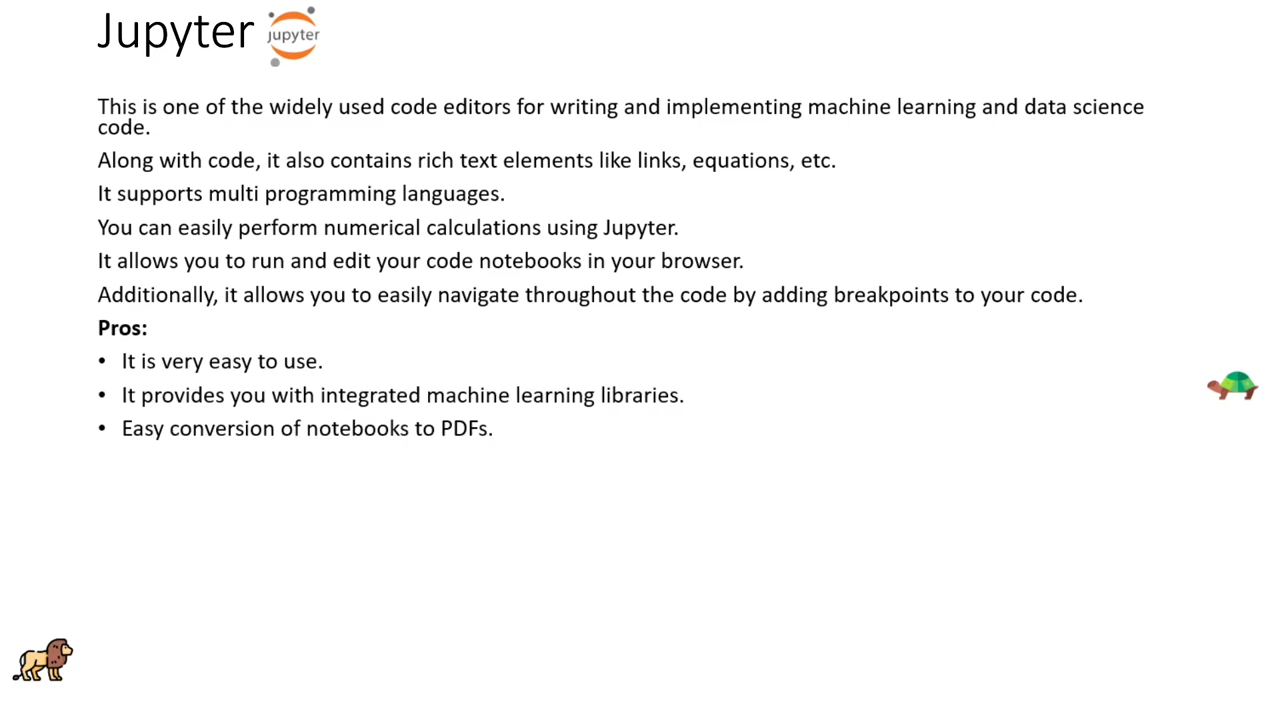 Jupyter
jupyter
This is one of the widely used code editors for writing and implementing machine learning and data science
code.
Along with code, it also contains rich text elements like links, equations, etc.
It supports multi programming languages.
You can easily perform numerical calculations using Jupyter.
It allows you to run and edit your code notebooks in your browser.
Additionally, it allows you to easily navigate throughout the code by adding breakpoints to your code.
Pros:
• It is very easy to use.
• It provides you with integrated machine learning libraries.
• Easy conversion of notebooks to PDFs.